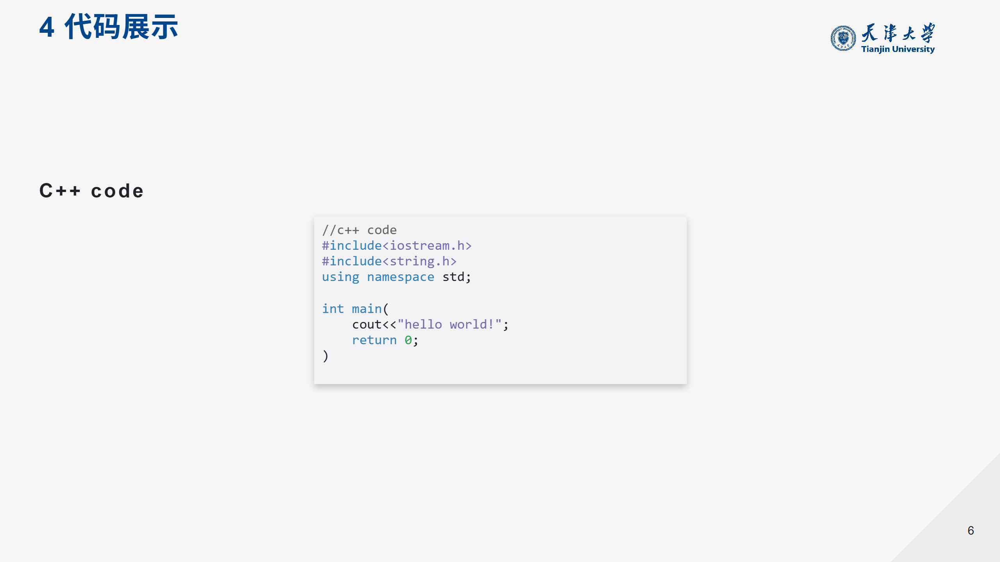 4 代码展示
天津大学
Tianjin University
C++ code
//c++ code
#include<iostream.h>
#include<string.h>
using namespace std;
int main(
    cout<<"hello world!";
    return 0;
)
6